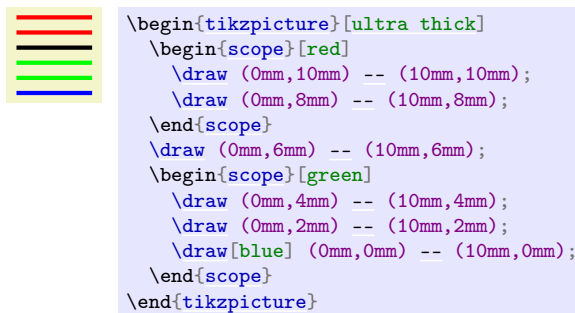 \begin{tikzpicture}[ultra thick]
\begin{scope}[red]
\draw (0mm,10mm) -- (10mm,10mm);
\draw (0mm,8mm) -- (10mm,8mm);
\end{scope}
\draw (0mm,6mm) -- (10mm,6mm);
\begin{scope}[green]
\draw (0mm,4mm) -- (10mm,4mm);
\draw (0mm,2mm) -- (10mm,2mm);
\draw[blue] (0mm,0mm) -- (10mm,0mm);
\end{scope}
\end{tikzpicture}